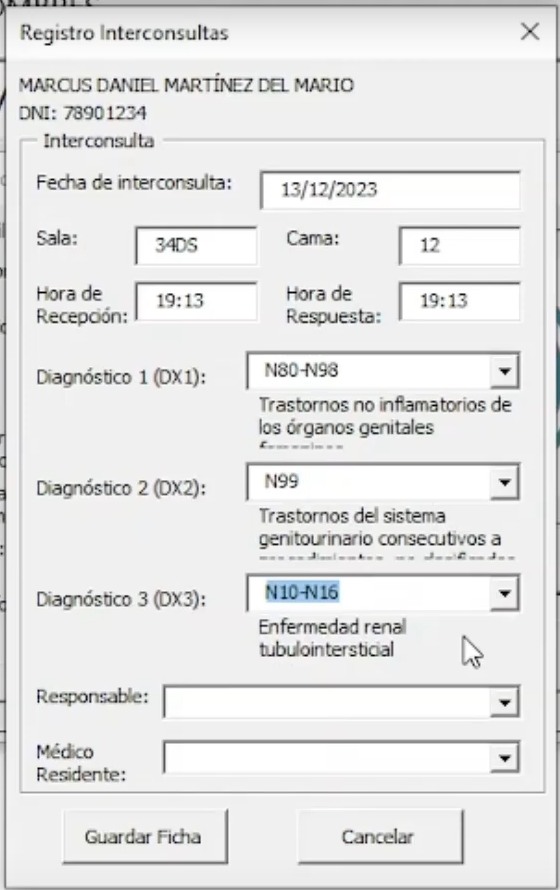 Registro Interconsultas
MARCUS DANIEL MARTÍNEZ DEL MARIO
DNI: 78901234
Interconsulta
Fecha de interconsulta: 13/12/2023
Sala: 34DS Cama: 12
Hora de Recepción: 19:13 Hora de Respuesta: 19:13
Diagnóstico 1 (DX1): N80-N98
Trastornos no inflamatorios de
los órganos genitales
Diagnóstico 2 (DX2): N99
Trastornos del sistema
genitourinario consecutivos a
Diagnóstico 3 (DX3): N10-N16
Enfermedad renal
tubulointersticial
Responsable:
Médico
Residente:
Guardar Ficha Cancelar